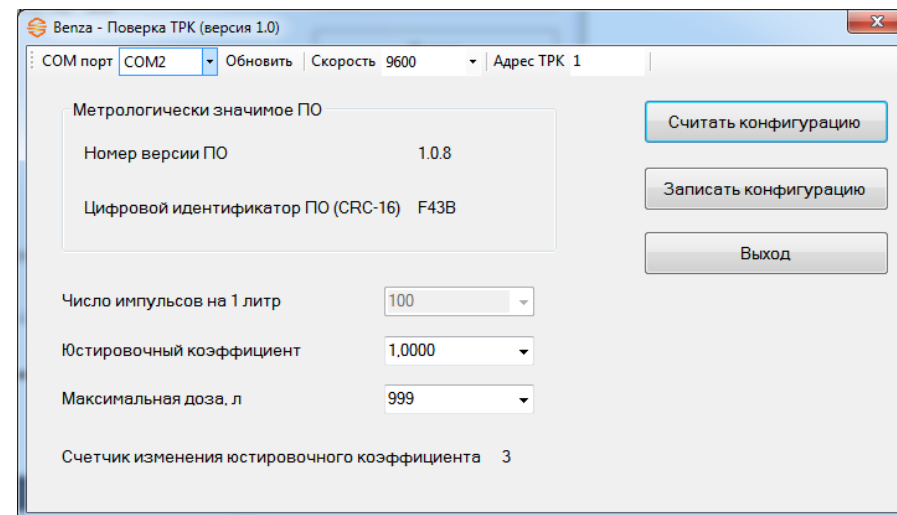 Benza - Поверка ТРК (версия 1.0)
COM порт COM2 Обновить Скорость 9600 Адрес ТРК 1
Метрологически значимое ПО
Номер версии ПО 1.0.8
Цифровой идентификатор ПО (CRC-16) F43B
Считать конфигурацию
Записать конфигурацию
Выход
Число импульсов на 1 литр 100
Юстировочный коэффициент 1,0000
Максимальная доза, л 999
Счетчик изменения юстировочного коэффициента 3